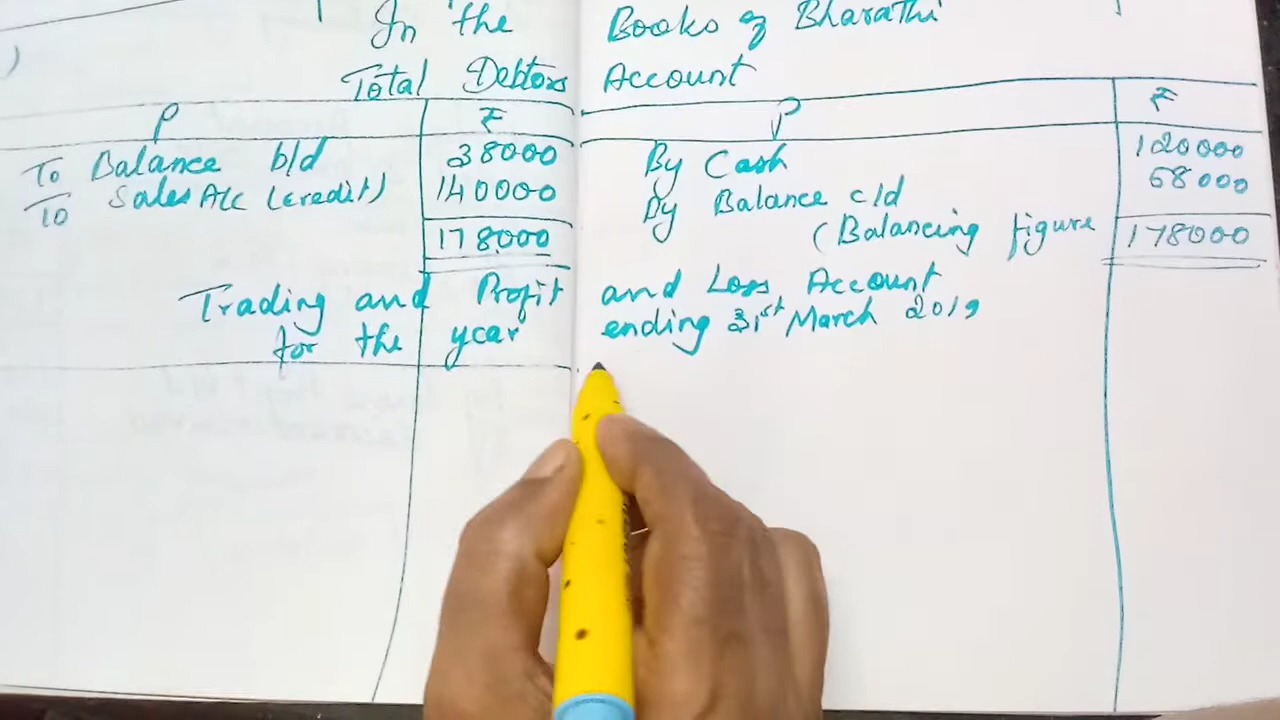 In the Books of Bharathi
Total Debtors Account
P ₹ P ₹
To Balance b/d 38000 By Cash 120000
To Sales A/c (credit) 140000 By Balance c/d 58000
(Balancing figure
178000 178000
Trading and Profit and Loss Account
for the year ending 31st March 2019